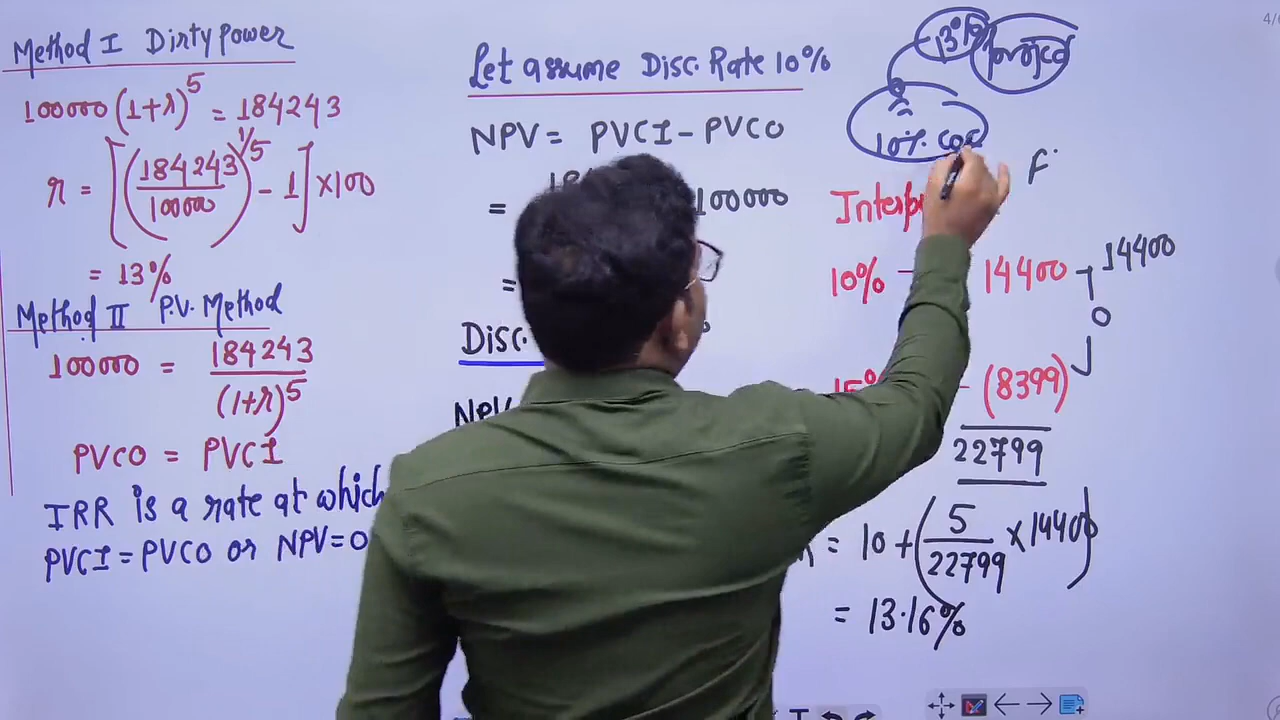 Method I Dirty power
100000(1+r)^5 = 184243
r = [(184243/100000)^1/5 - 1] × 100
= 13%
Method II P.V. Method
100000 = 184243/(1+r)^5
PVCO = PVCI
IRR is a rate at which
PVCI = PVCO or NPV = 0
Let assume Disc. Rate 10%
NPV = PVCI - PVCO
= 100000
=
Disc.
NPV
13% project
10% COC
F
10% - 14400
14400
0
15% - (8399)
22799
= 10 + (5/22799 × 14400)
= 13.16%